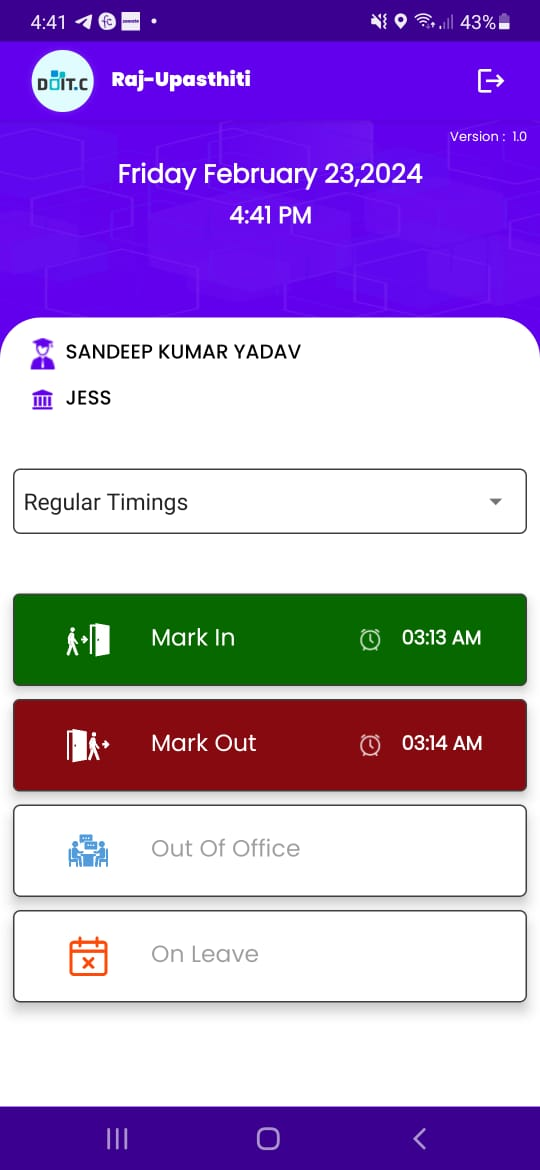 4:41 43%
DOIT.C Raj-Upasthiti
Version : 1.0
Friday February 23,2024
4:41 PM
SANDEEP KUMAR YADAV
JESS
Regular Timings
Mark In 03:13 AM
Mark Out 03:14 AM
Out Of Office
On Leave